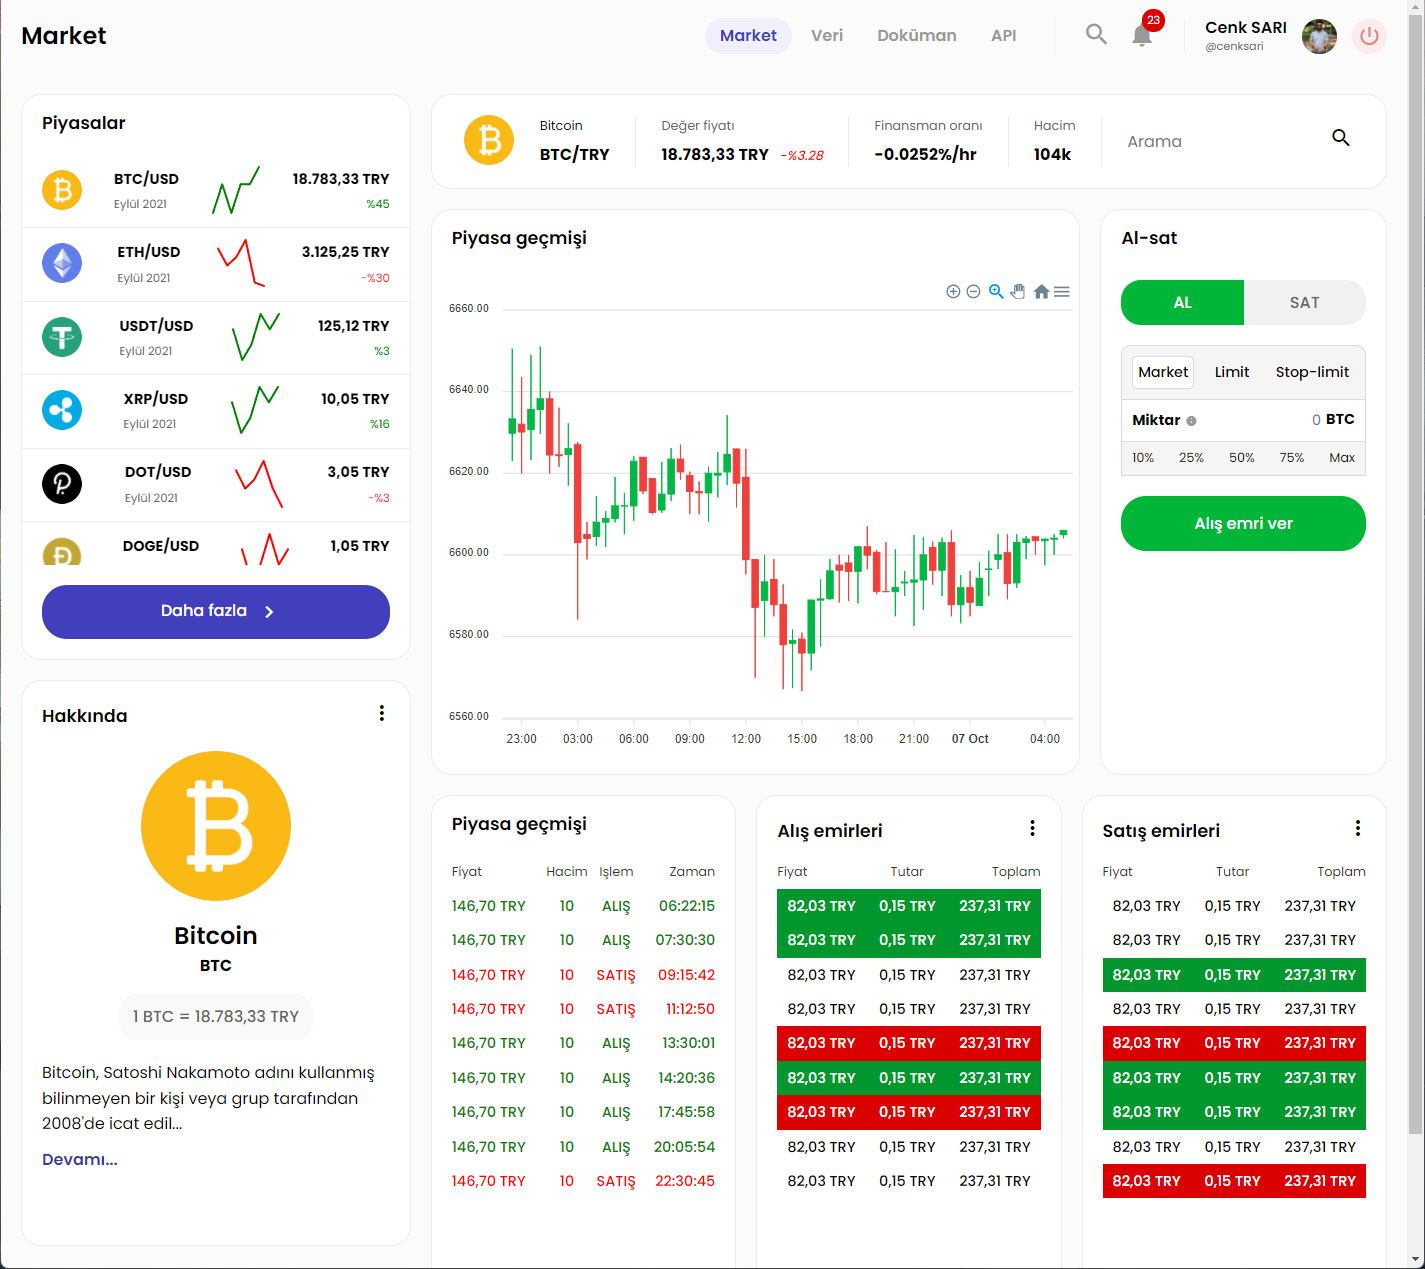 Market
Market Veri Doküman API
23
Cenk SARI
@cenksari
Piyasalar
BTC/USD 18.783,33 TRY
Eylül 2021 %45
ETH/USD 3.125,25 TRY
Eylül 2021 -%30
USDT/USD 125,12 TRY
Eylül 2021 %3
XRP/USD 10,05 TRY
Eylül 2021 %16
DOT/USD 3,05 TRY
Eylül 2021 -%3
DOGE/USD 1,05 TRY
Daha fazla
Hakkında
Bitcoin
BTC
1 BTC = 18.783,33 TRY
Bitcoin, Satoshi Nakamoto adını kullanmış
bilinmeyen bir kişi veya grup tarafından
2008'de icat edil...
Devamı...
Bitcoin Değer fiyatı Finansman oranı Hacim
BTC/TRY 18.783,33 TRY -%3.28 -0.0252%/hr 104k
Arama
Piyasa geçmişi
6660.00
6640.00
6620.00
6600.00
6580.00
6560.00
23:00 03:00 06:00 09:00 12:00 15:00 18:00 21:00 07 Oct 04:00
Al-sat
AL SAT
Market Limit Stop-limit
Miktar 0 BTC
10% 25% 50% 75% Max
Alış emri ver
Piyasa geçmişi
Fiyat Hacim İşlem Zaman
146,70 TRY 10 ALIŞ 06:22:15
146,70 TRY 10 ALIŞ 07:30:30
146,70 TRY 10 SATIŞ 09:15:42
146,70 TRY 10 SATIŞ 11:12:50
146,70 TRY 10 ALIŞ 13:30:01
146,70 TRY 10 ALIŞ 14:20:36
146,70 TRY 10 ALIŞ 17:45:58
146,70 TRY 10 ALIŞ 20:05:54
146,70 TRY 10 SATIŞ 22:30:45
Alış emirleri
Fiyat Tutar Toplam
82,03 TRY 0,15 TRY 237,31 TRY
82,03 TRY 0,15 TRY 237,31 TRY
82,03 TRY 0,15 TRY 237,31 TRY
82,03 TRY 0,15 TRY 237,31 TRY
82,03 TRY 0,15 TRY 237,31 TRY
82,03 TRY 0,15 TRY 237,31 TRY
82,03 TRY 0,15 TRY 237,31 TRY
82,03 TRY 0,15 TRY 237,31 TRY
82,03 TRY 0,15 TRY 237,31 TRY
Satış emirleri
Fiyat Tutar Toplam
82,03 TRY 0,15 TRY 237,31 TRY
82,03 TRY 0,15 TRY 237,31 TRY
82,03 TRY 0,15 TRY 237,31 TRY
82,03 TRY 0,15 TRY 237,31 TRY
82,03 TRY 0,15 TRY 237,31 TRY
82,03 TRY 0,15 TRY 237,31 TRY
82,03 TRY 0,15 TRY 237,31 TRY
82,03 TRY 0,15 TRY 237,31 TRY
82,03 TRY 0,15 TRY 237,31 TRY